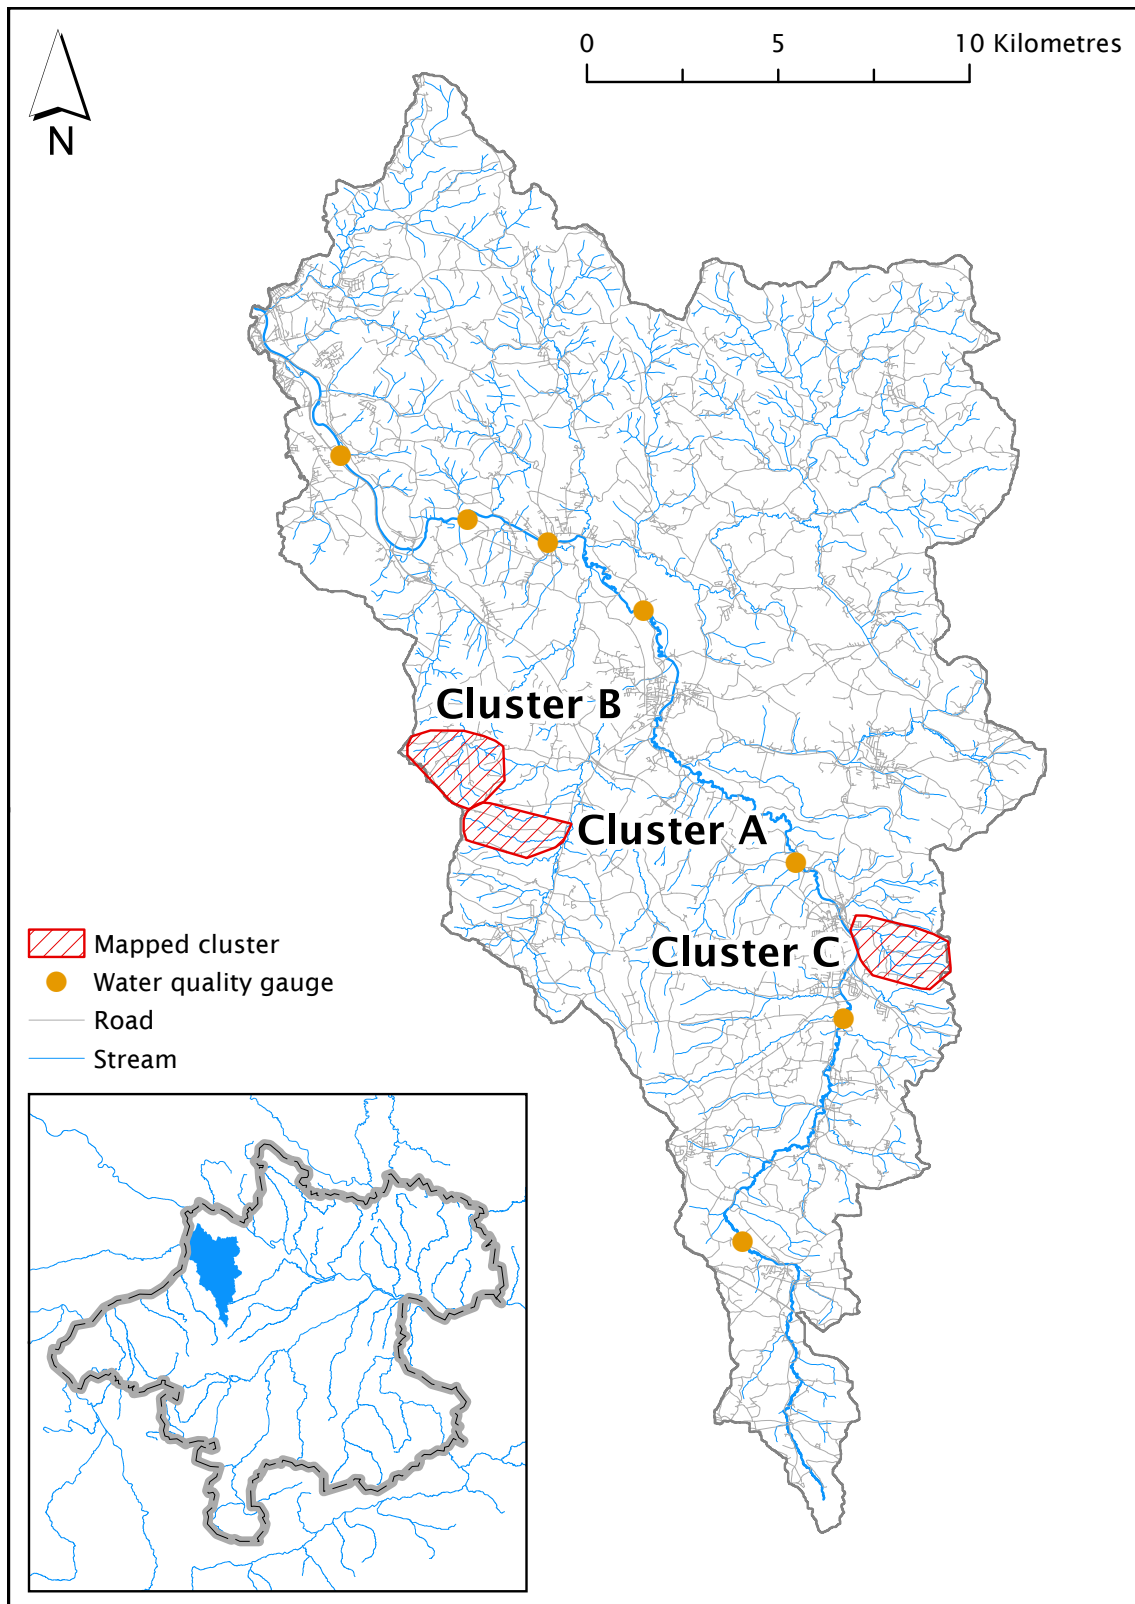 0 5 10 Kilometres
N
Cluster B
Cluster A
Cluster C
Mapped cluster
Water quality gauge
Road
Stream